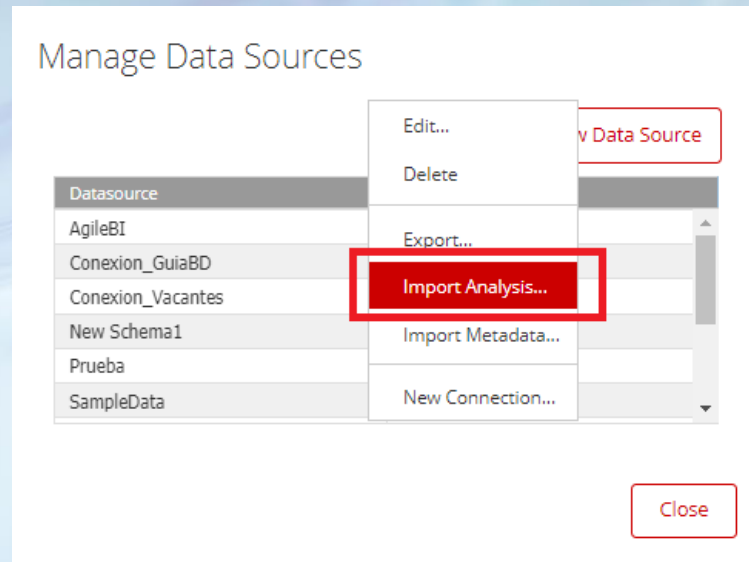 Manage Data Sources
Edit...
Data Source
Delete
Datasource
AgileBI
Export...
Conexion_GuiaBD
Import Analysis...
Conexion_Vacantes
New Schema1
Import Metadata...
Prueba
SampleData
New Connection...
Close